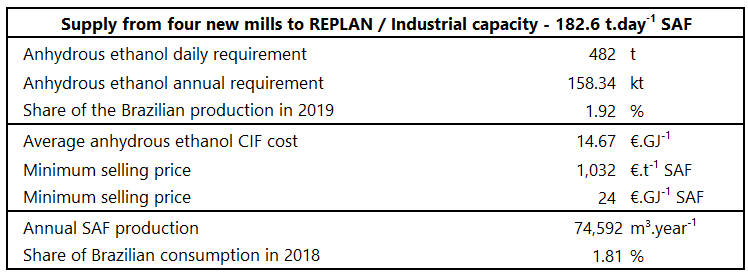 Supply from four new mills to REPLAN / Industrial capacity - 182.6 t.day⁻¹ SAF
Anhydrous ethanol daily requirement 482 t
Anhydrous ethanol annual requirement 158.34 kt
Share of the Brazilian production in 2019 1.92 %
Average anhydrous ethanol CIF cost 14.67 €.GJ⁻¹
Minimum selling price 1,032 €.t⁻¹ SAF
Minimum selling price 24 €.GJ⁻¹ SAF
Annual SAF production 74,592 m³.year⁻¹
Share of Brazilian consumption in 2018 1.81 %